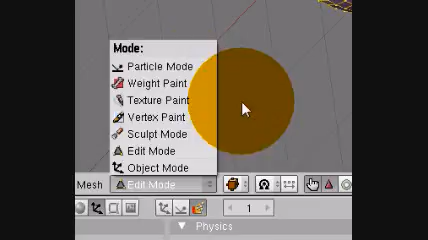 Mode:
Particle Mode
Weight Paint
Texture Paint
Vertex Paint
Sculpt Mode
Edit Mode
Object Mode
Mesh Edit Mode
1
Physics